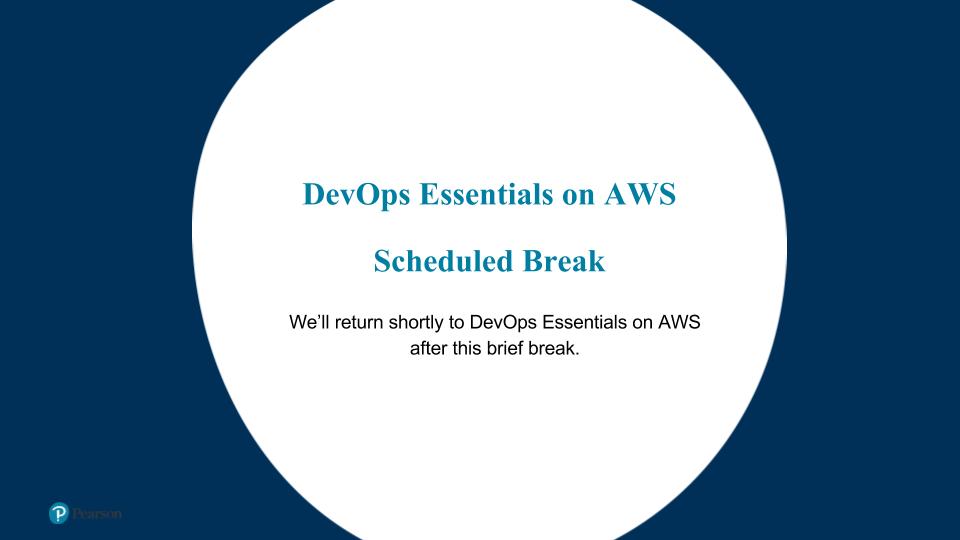 DevOps Essentials on AWS
Scheduled Break
We’ll return shortly to DevOps Essentials on AWS
after this brief break.
Pearson